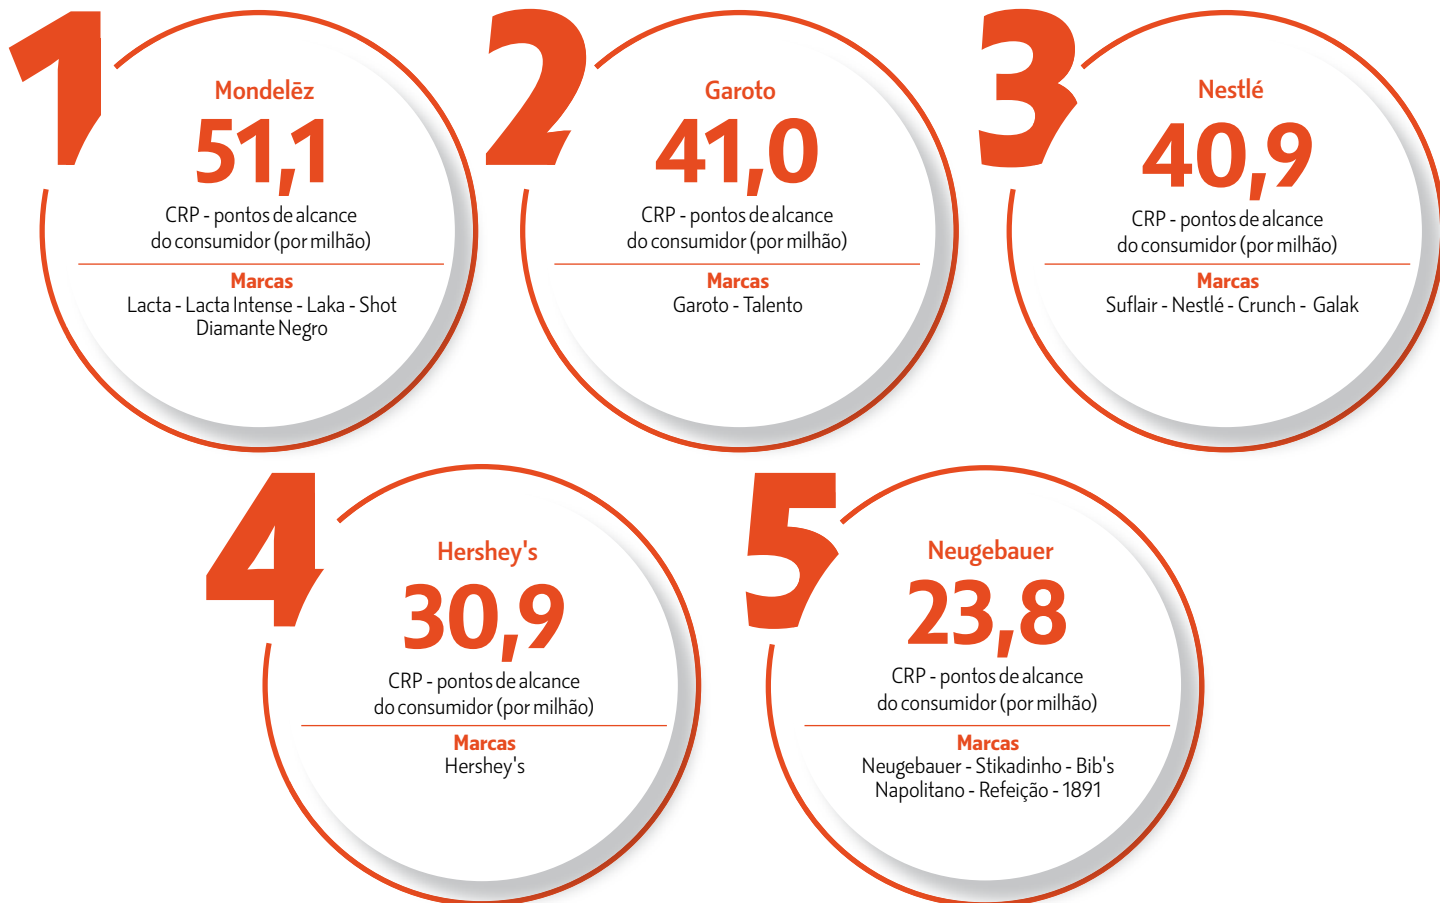 1
Mondelēz
51,1
CRP - pontos de alcance
do consumidor (por milhão)
Marcas
Lacta - Lacta Intense - Laka - Shot
Diamante Negro
2
Garoto
41,0
CRP - pontos de alcance
do consumidor (por milhão)
Marcas
Garoto - Talento
3
Nestlé
40,9
CRP - pontos de alcance
do consumidor (por milhão)
Marcas
Suflair - Nestlé - Crunch - Galak
4
Hershey's
30,9
CRP - pontos de alcance
do consumidor (por milhão)
Marcas
Hershey's
5
Neugebauer
23,8
CRP - pontos de alcance
do consumidor (por milhão)
Marcas
Neugebauer - Stikadinho - Bib's
Napolitano - Refeição - 1891